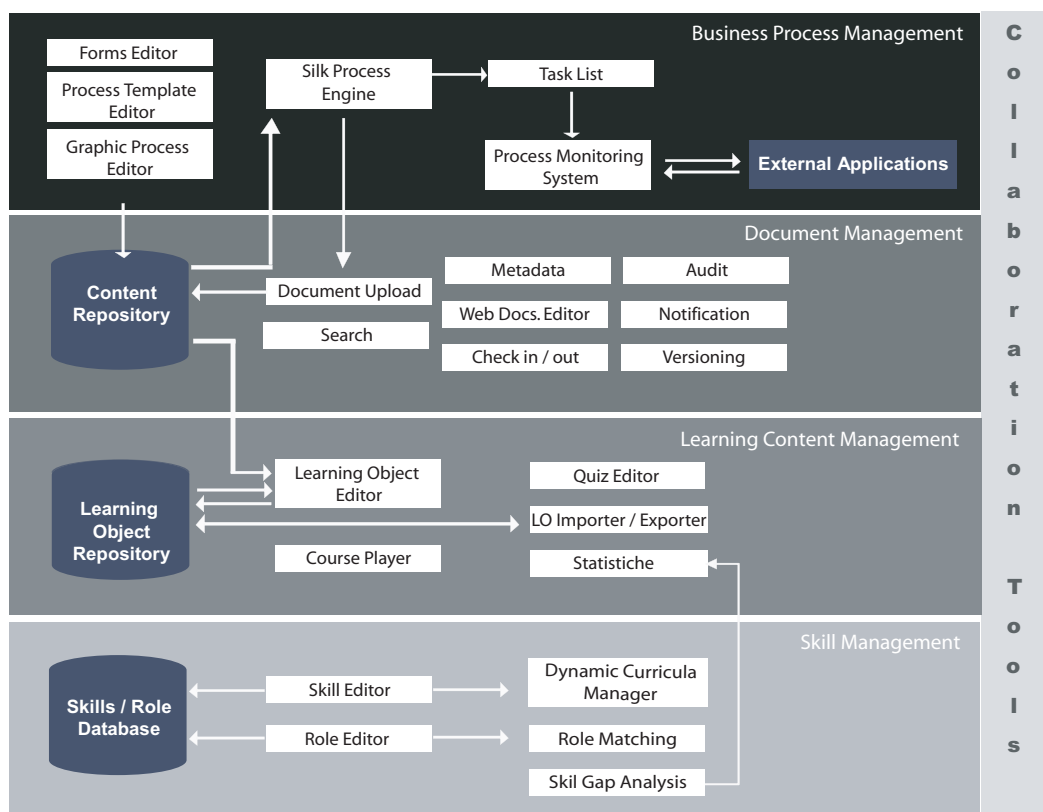 Business Process Management
Forms Editor
Process Template
Editor
Graphic Process
Editor
Silk Process
Engine
Task List
Process Monitoring
System
External Applications
Document Management
Content
Repository
Document Upload
Search
Metadata
Audit
Web Docs. Editor
Notification
Check in / out
Versioning
Learning Content Management
Learning
Object
Repository
Learning Object
Editor
Course Player
Quiz Editor
LO Importer / Exporter
Statistiche
Skill Management
Skills / Role
Database
Skill Editor
Role Editor
Dynamic Curricula
Manager
Role Matching
Skil Gap Analysis
Collaboration Tools